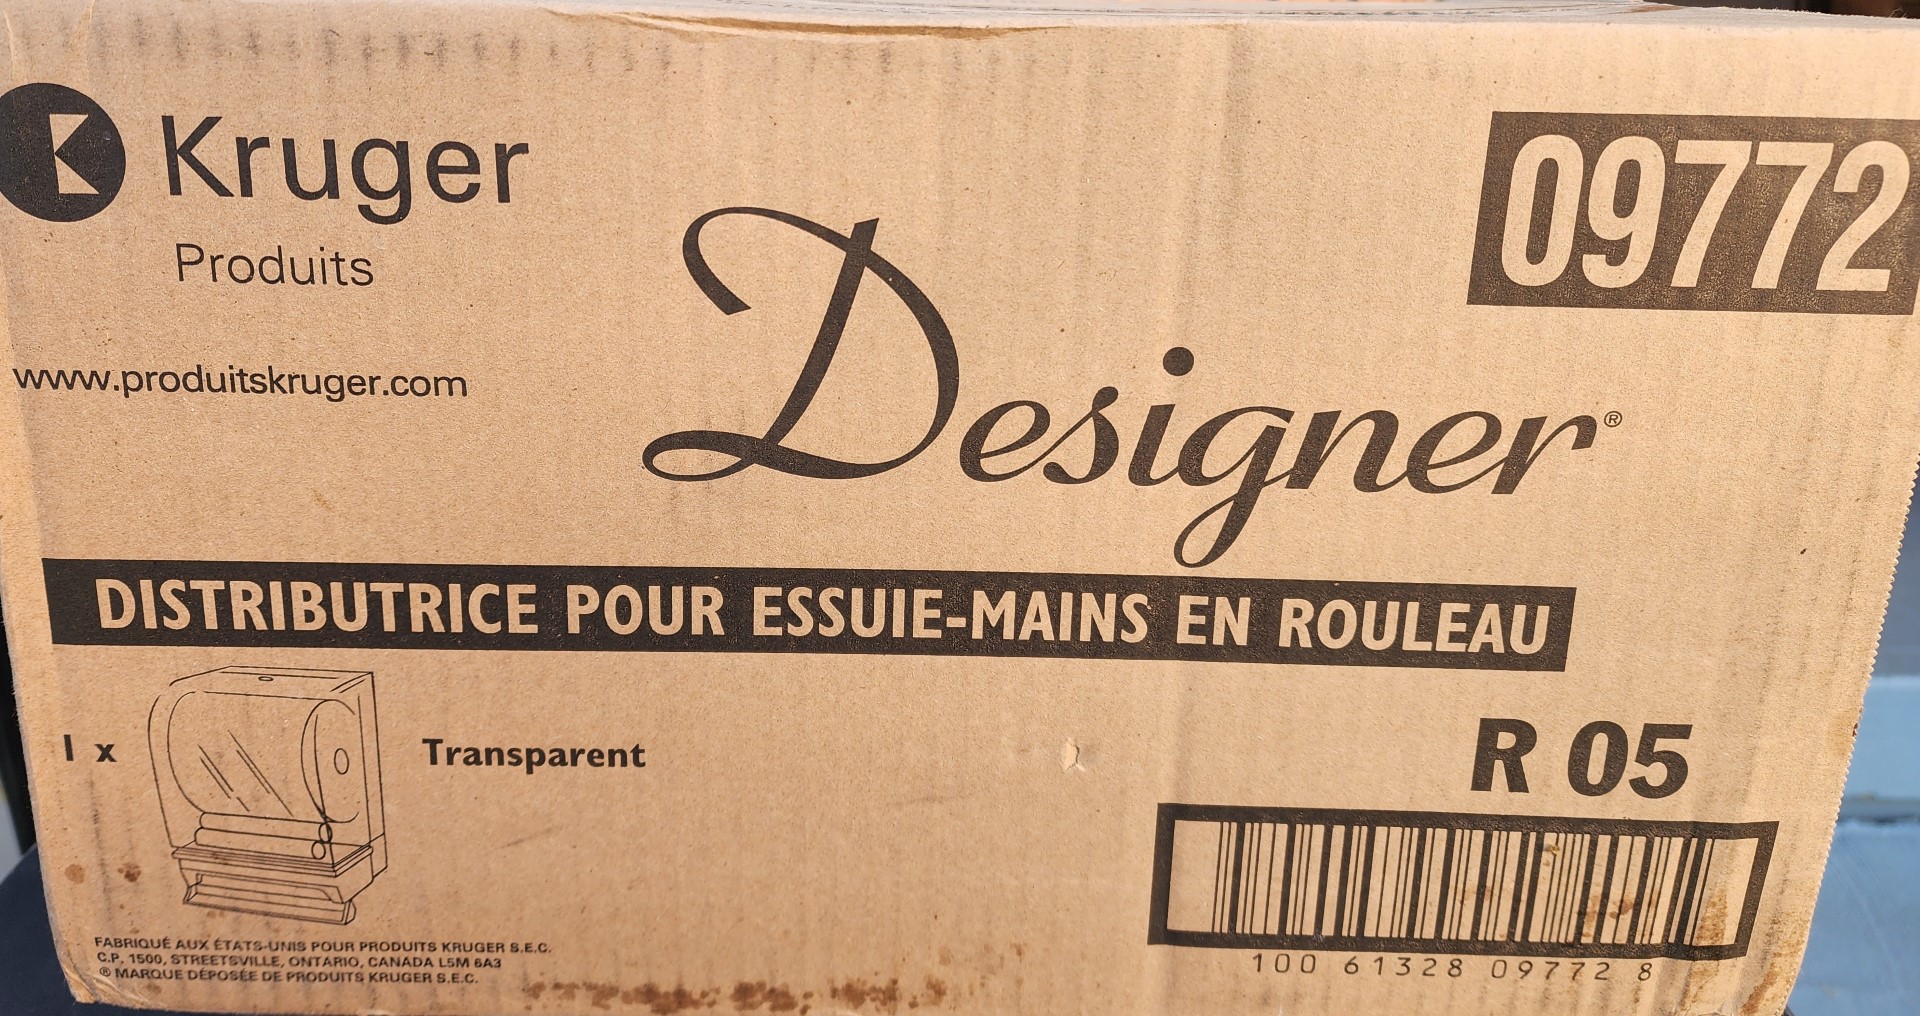 Kruger
Produits
www.produitskruger.com
09772
Designer®
DISTRIBUTRICE POUR ESSUIE-MAINS EN ROULEAU
1 x
Transparent
R 05
100 61328 09772 8
FABRIQUÉ AUX ÉTATS-UNIS POUR PRODUITS KRUGER S.E.C.
C.P. 1500, STREETSVILLE, ONTARIO, CANADA L5M 6A3
® MARQUE DÉPOSÉE DE PRODUITS KRUGER S.E.C.